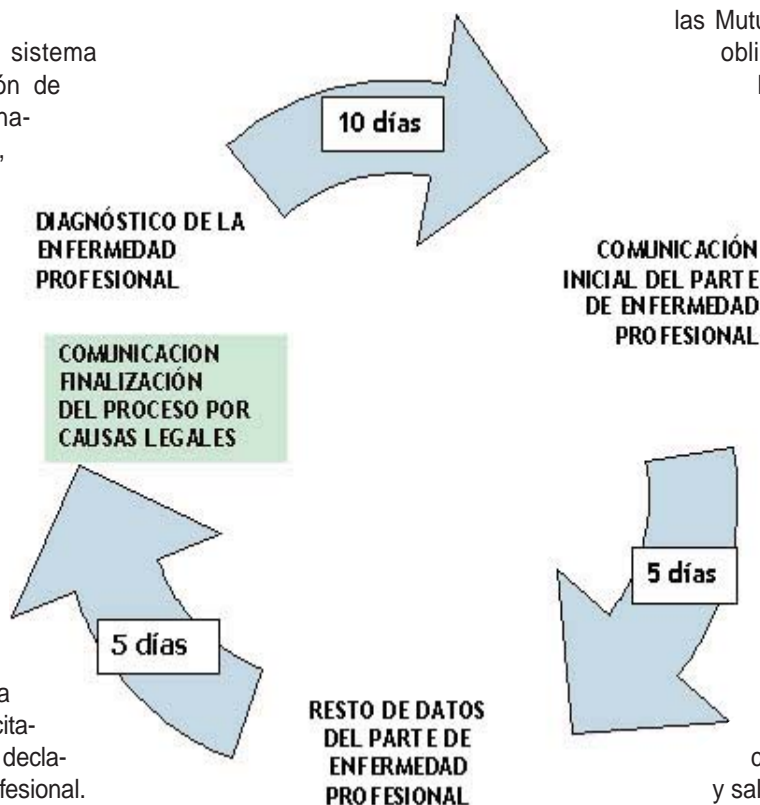 sistema
ón de
na-
,
las Mutu
obli
10 días
DIAGNÓSTICO DE LA
ENFERMEDAD
PROFESIONAL
COMUNICACIÓN
INICIAL DEL PARTE
DE ENFERMEDAD
PROFESIONAL
COMUNICACION
FINALIZACIÓN
DEL PROCESO POR
CAUSAS LEGALES
5 días
5 días
RESTO DE DATOS
DEL PARTE DE
ENFERMEDAD
PROFESIONAL
a
cita-
decla-
fesional.
y sal